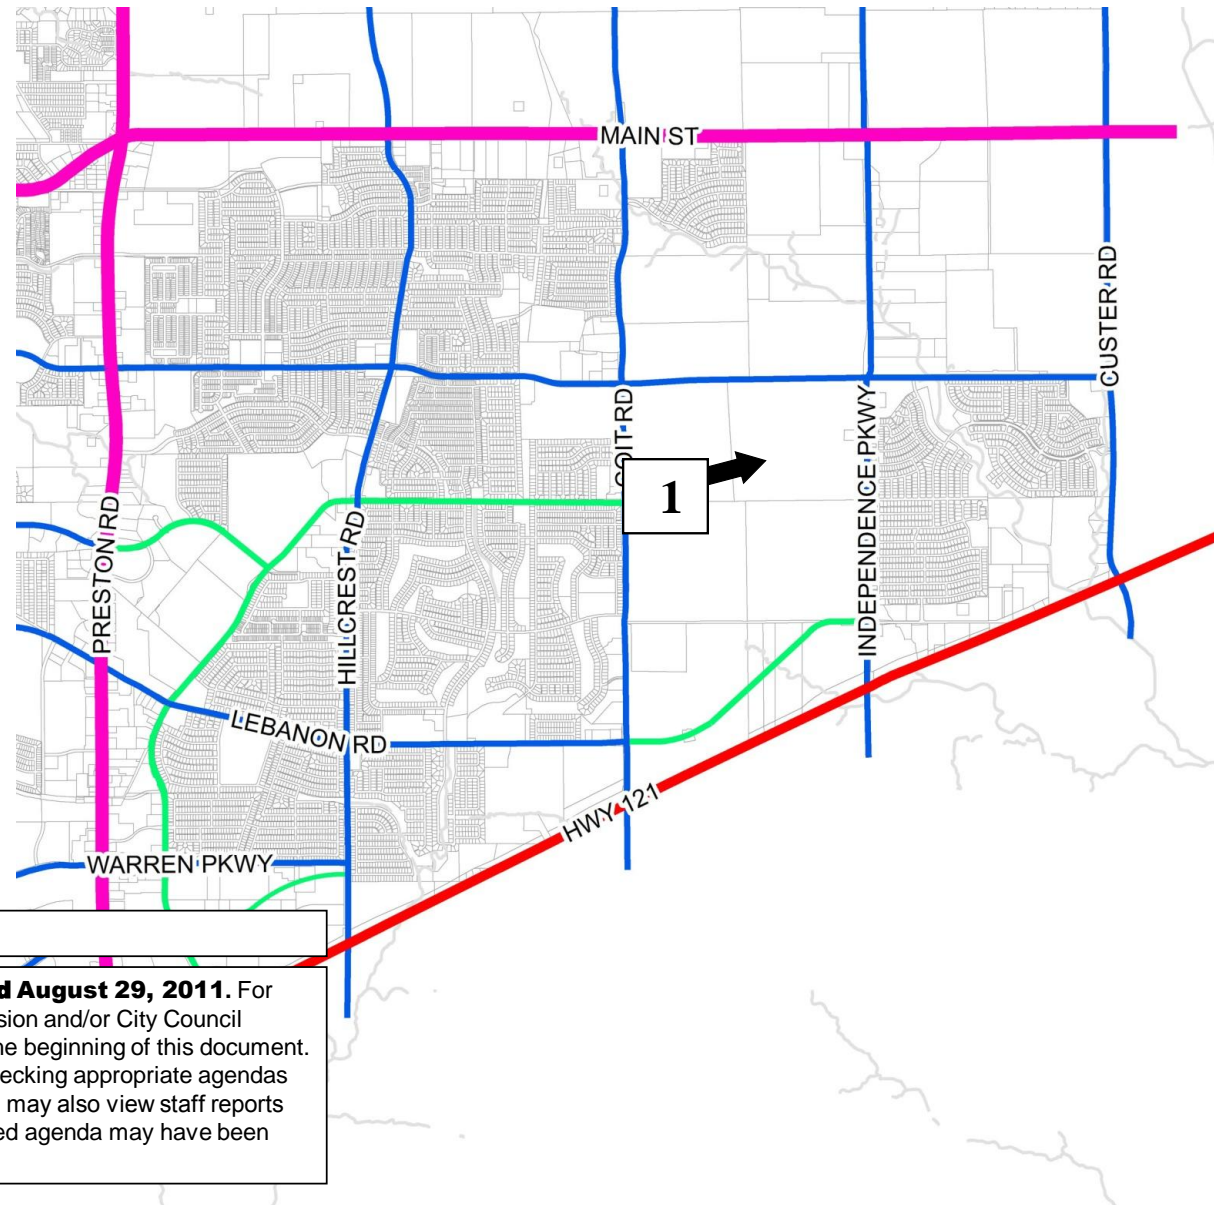 MAIN ST
CUSTER RD
COIT RD
INDEPENDENCE PKWY
1
PRESTON RD
HILLCREST RD
LEBANON RD
HWY 121
WARREN PKWY
d August 29, 2011. For
sion and/or City Council
he beginning of this document.
ecking appropriate agendas
may also view staff reports
ed agenda may have been